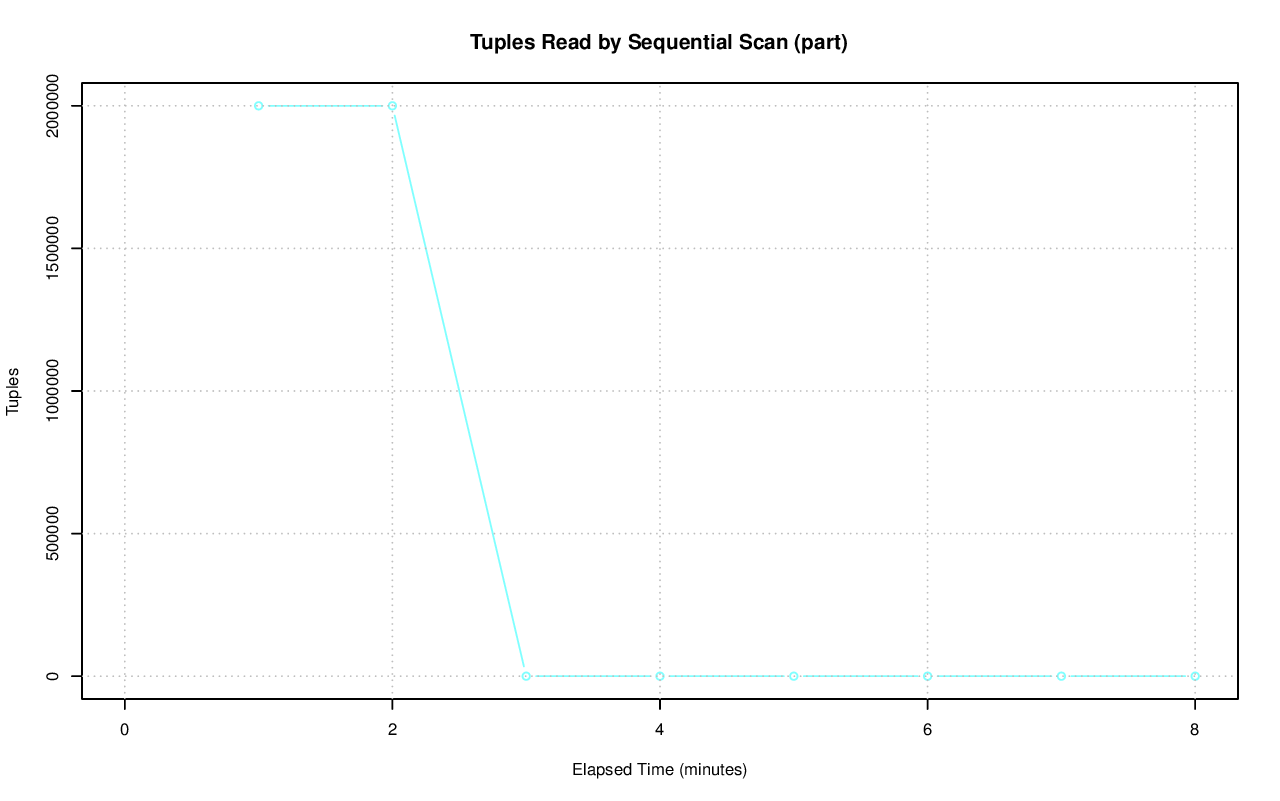 Tuples Read by Sequential Scan (part)
2000000
1500000
1000000
500000
0
Tuples
0 2 4 6 8
Elapsed Time (minutes)